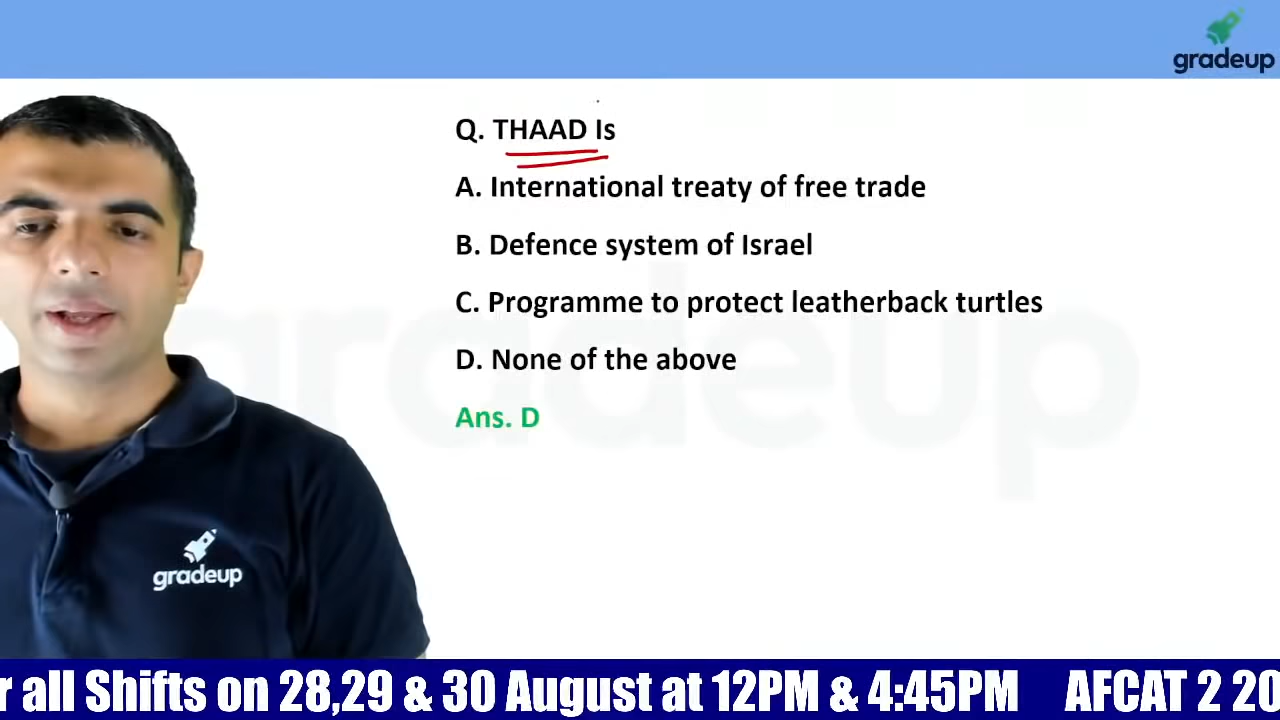 gradeup
Q. THAAD Is
A. International treaty of free trade
B. Defence system of Israel
C. Programme to protect leatherback turtles
D. None of the above
Ans. D
gradeup
gradeup
r all Shifts on 28,29 & 30 August at 12PM & 4:45PM AFCAT 2 20